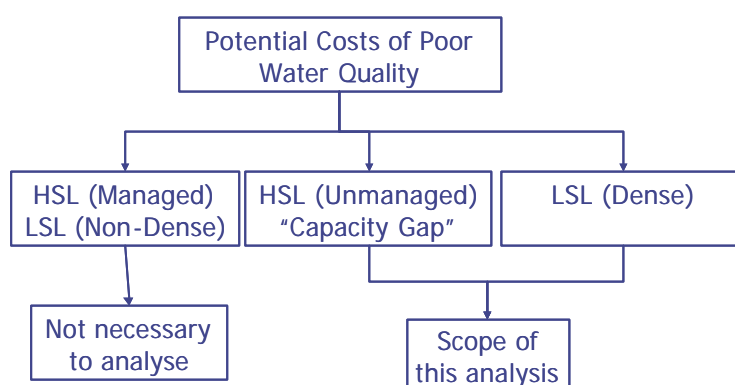 Potential Costs of Poor
Water Quality
HSL (Managed)
LSL (Non-Dense)
HSL (Unmanaged)
“Capacity Gap”
LSL (Dense)
Not necessary
to analyse
Scope of
this analysis